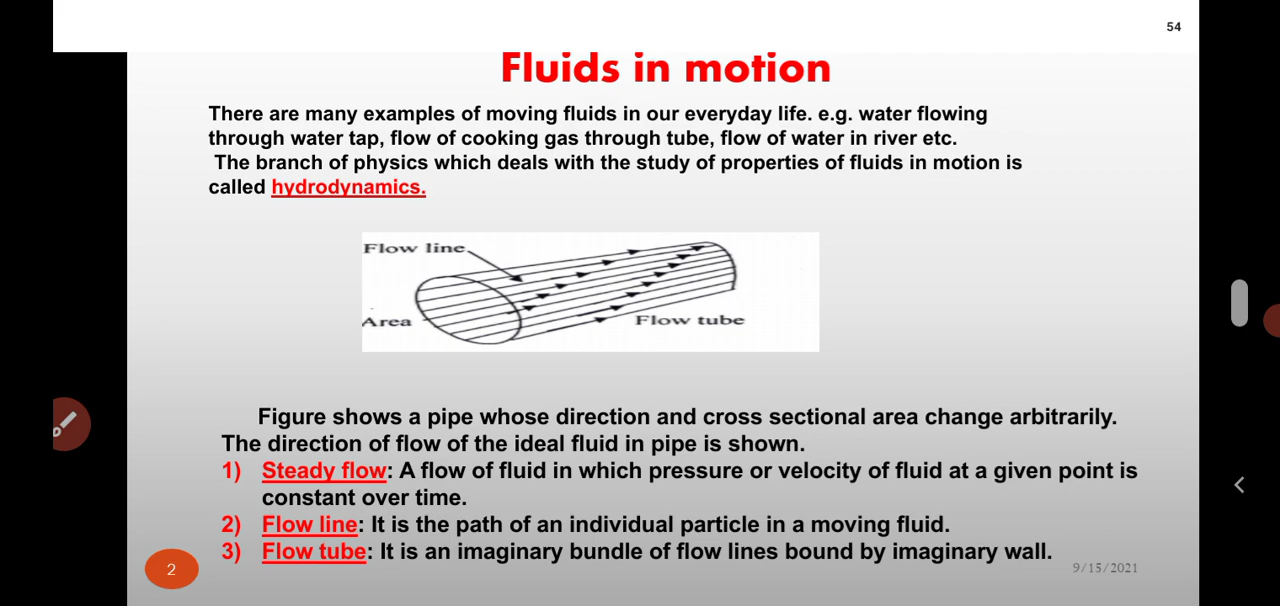 54
Fluids in motion
There are many examples of moving fluids in our everyday life. e.g. water flowing
through water tap, flow of cooking gas through tube, flow of water in river etc.
The branch of physics which deals with the study of properties of fluids in motion is
called hydrodynamics.
Flow line
Area
Flow tube
Figure shows a pipe whose direction and cross sectional area change arbitrarily.
The direction of flow of the ideal fluid in pipe is shown.
1) Steady flow: A flow of fluid in which pressure or velocity of fluid at a given point is
constant over time.
2) Flow line: It is the path of an individual particle in a moving fluid.
3) Flow tube: It is an imaginary bundle of flow lines bound by imaginary wall.
2
9/15/2021